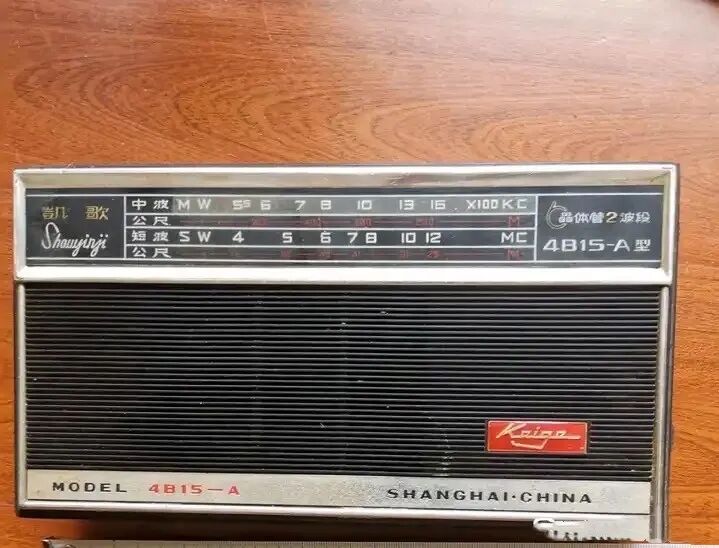 凯歌
Shouyinji
中波 MW 5⁵ 6 7 8 10 13 16 X100KC
公尺 M
短波 SW 4 5 6 7 8 10 12 MC
公尺 M
6晶体管2波段
4B15-A型
Kaige
MODEL 4B15-A SHANGHAI·CHINA